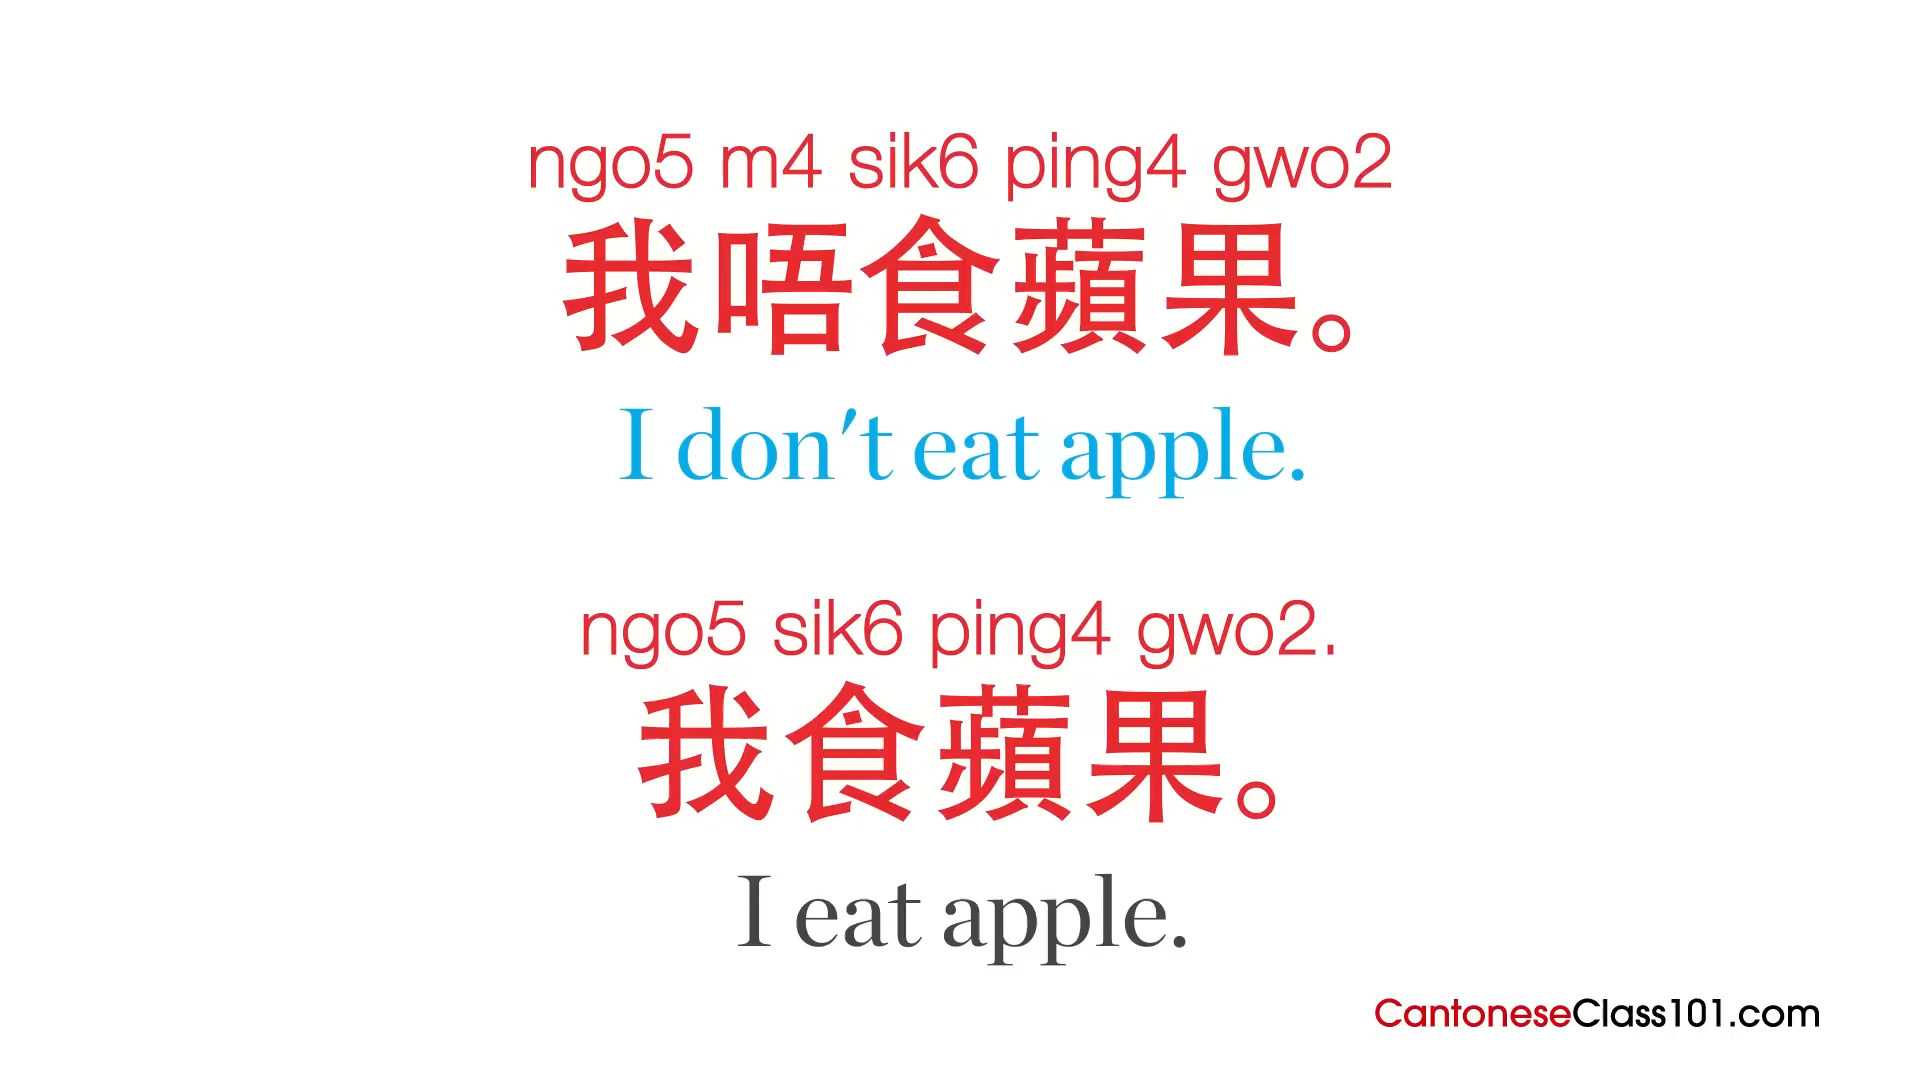 ngo5 m4 sik6 ping4 gwo2
我唔食蘋果。
I don't eat apple.
ngo5 sik6 ping4 gwo2.
我食蘋果。
I eat apple.
CantoneseClass101.com